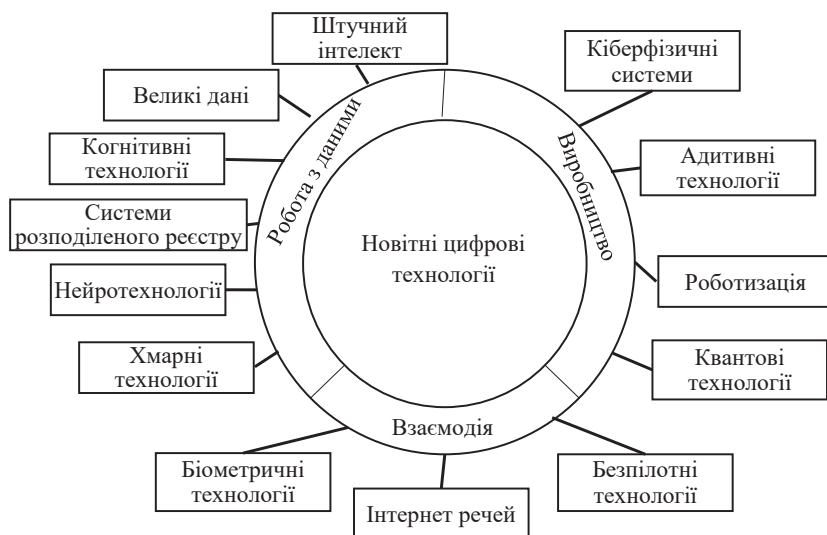 Штучний
інтелект
Великі дані
Когнітивні
технології
Системи
розподіленого реєстру
Нейротехнології
Хмарні
технології
Робота з даними
Новітні цифрові
технології
Виробництво
Кіберфізичні
системи
Адитивні
технології
Роботизація
Квантові
технології
Взаємодія
Біометричні
технології
Інтернет речей
Безпілотні
технології